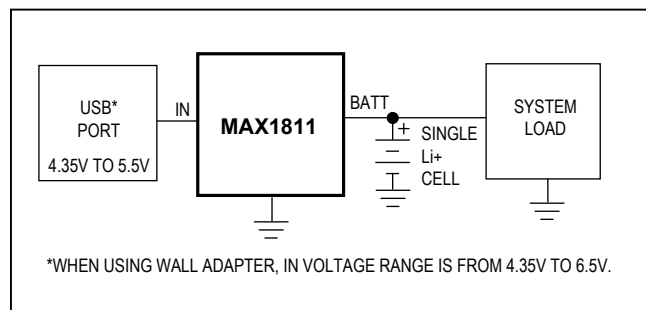 USB*
PORT
4.35V TO 5.5V
IN
MAX1811
BATT
+
SINGLE
Li+
CELL
SYSTEM
LOAD
*WHEN USING WALL ADAPTER, IN VOLTAGE RANGE IS FROM 4.35V TO 6.5V.